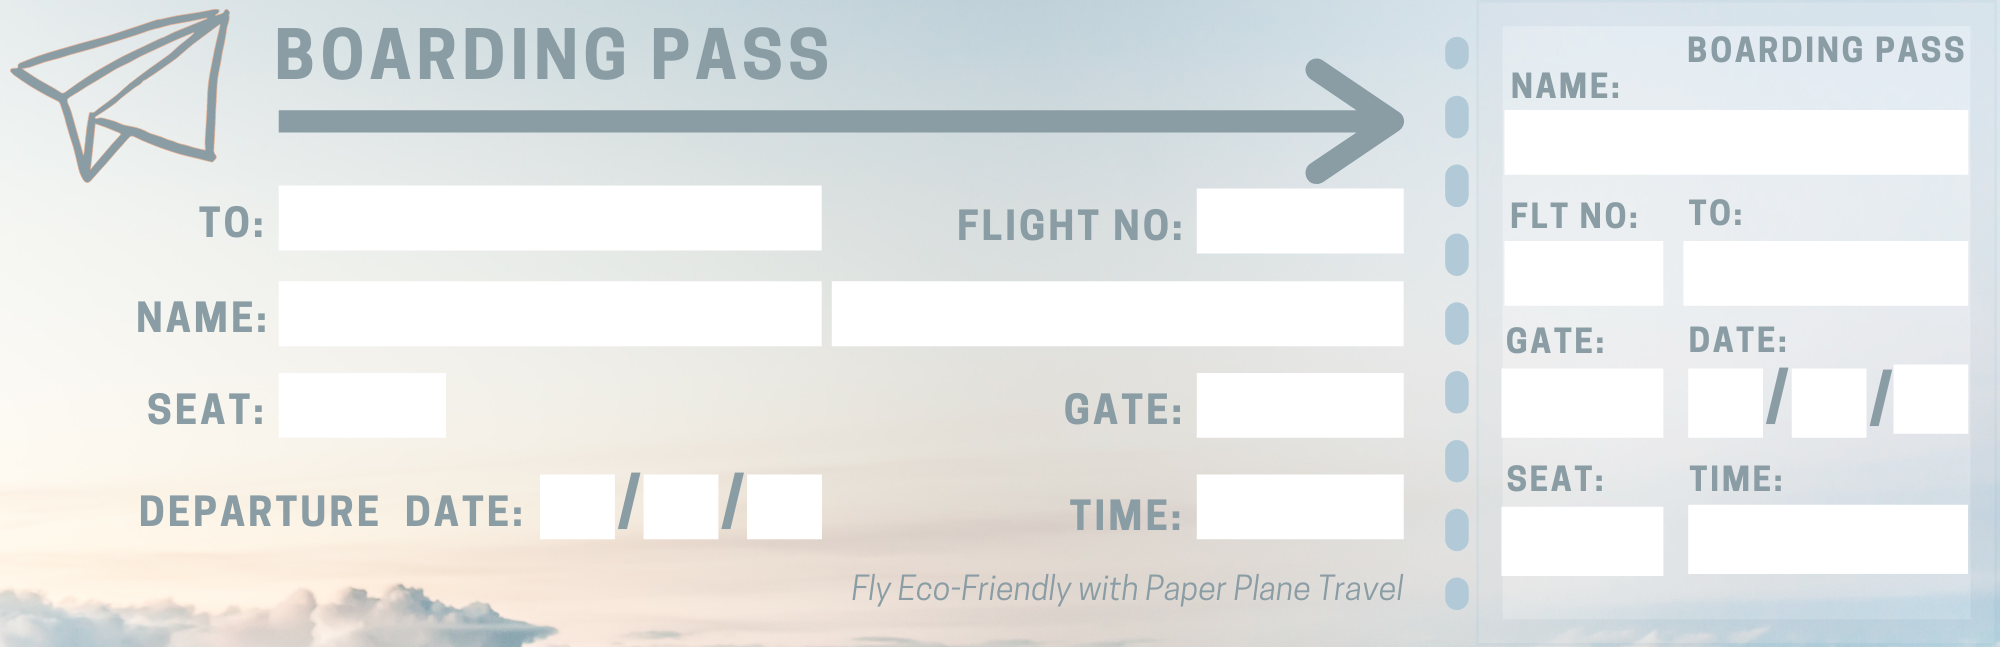 BOARDING PASS
TO:
FLIGHT NO:
NAME:
SEAT:
GATE:
DEPARTURE DATE: / /
TIME:
Fly Eco-Friendly with Paper Plane Travel
BOARDING PASS
NAME:
FLT NO:
TO:
GATE:
DATE:
/ /
SEAT:
TIME: